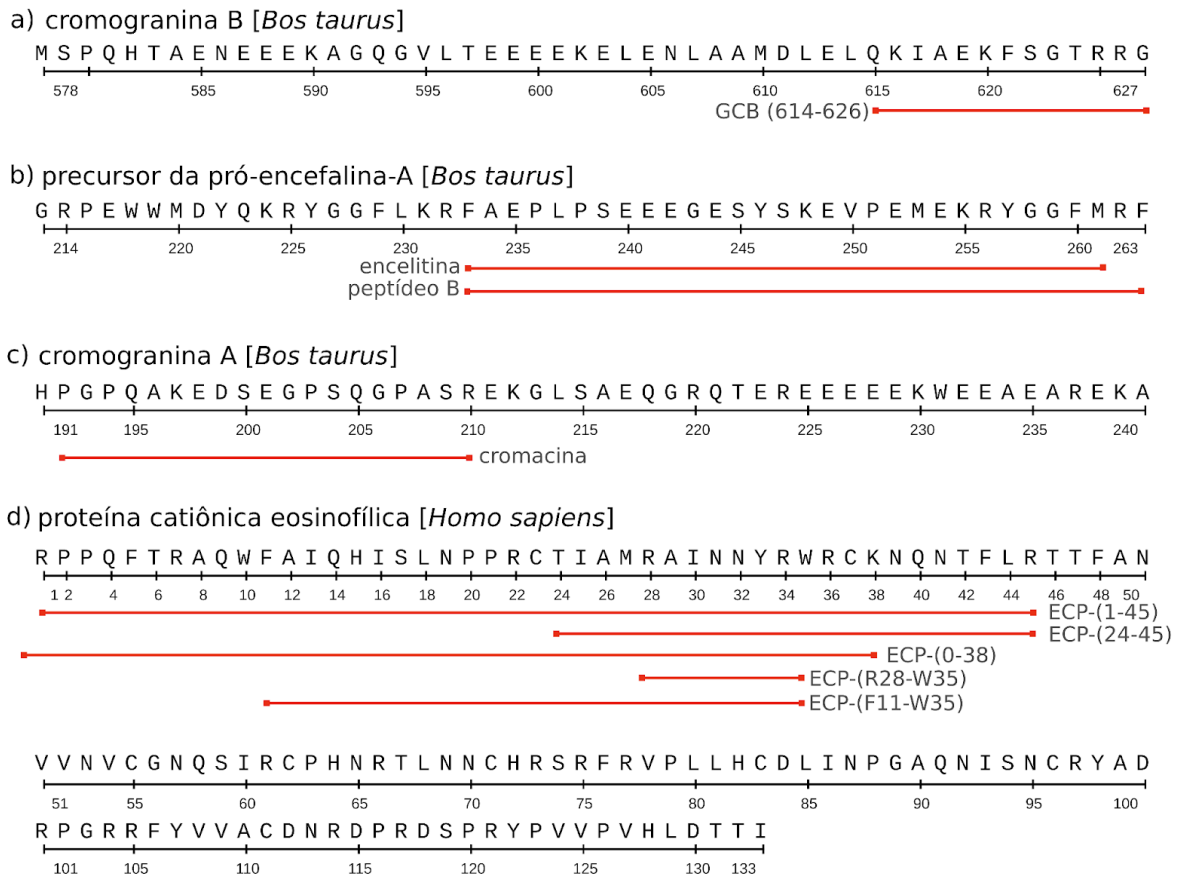 a) cromogranina B [Bos taurus]
M S P Q H T A E N E E E K A G Q G V L T E E E E K E L E N L A A M D L E L Q K I A E K F S G T R R G
578 585 590 595 600 605 610 615 620 627
GCB (614-626)
b) precursor da pró-encefalina-A [Bos taurus]
G R P E W W M D Y Q K R Y G G F L K R F A E P L P S E E E G E S Y S K E V P E M E K R Y G G F M R F
214 220 225 230 235 240 245 250 255 260 263
encelitina
peptídeo B
c) cromogranina A [Bos taurus]
H P G P Q A K E D S E G P S Q G P A S R E K G L S A E Q G R Q T E R E E E E E K W E E A E A R E K A
191 195 200 205 210 215 220 225 230 235 240
cromacina
d) proteína catiônica eosinofílica [Homo sapiens]
R P P Q F T R A Q W F A I Q H I S L N P P R C T I A M R A I N N Y R W R C K N Q N T F L R T T F A N
1 2 4 6 8 10 12 14 16 18 20 22 24 26 28 30 32 34 36 38 40 42 44 46 48 50
ECP-(1-45)
ECP-(24-45)
ECP-(0-38)
ECP-(R28-W35)
ECP-(F11-W35)
V V N V C G N Q S I R C P H N R T L N N C H R S R F R V P L L H C D L I N P G A Q N I S N C R Y A D
51 55 60 65 70 75 80 85 90 95 100
R P G R R F Y V V A C D N R D P R D S P R Y P V V P V H L D T T I
101 105 110 115 120 125 130 133